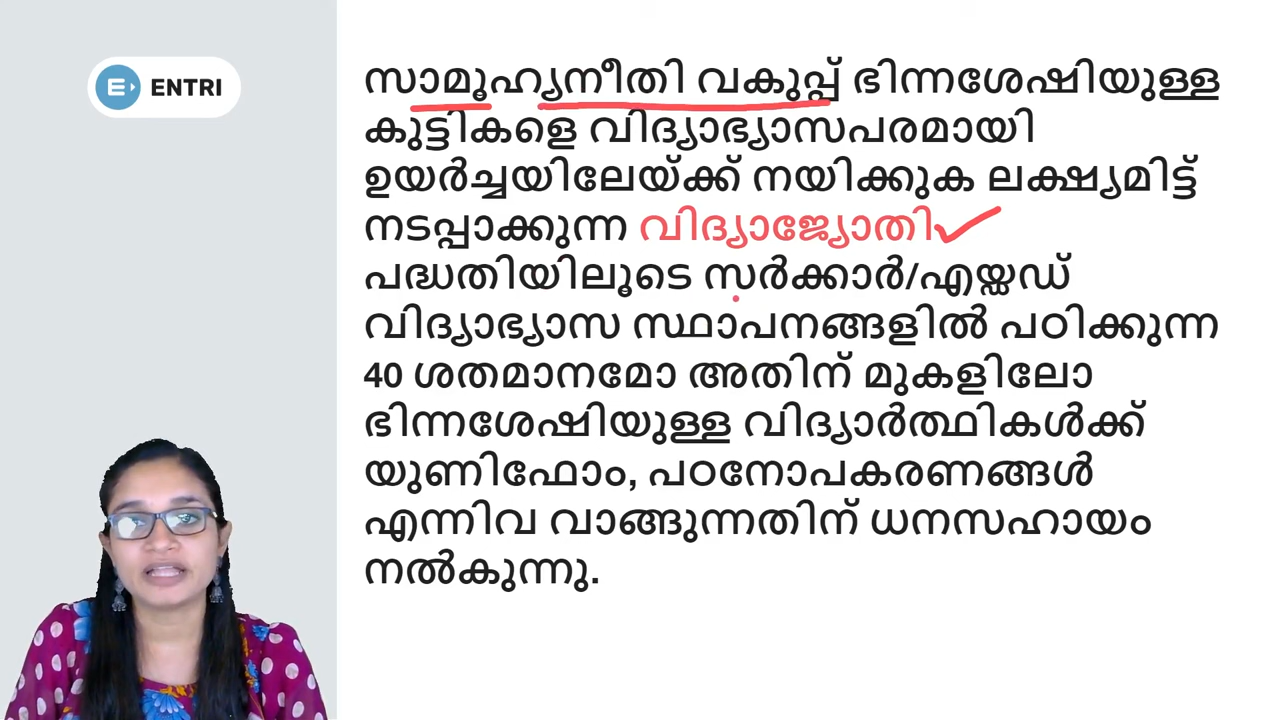 ENTRI
സാമൂഹ്യനീതി വകുപ്പ് ഭിന്നശേഷിയുള്ള
കുട്ടികളെ വിദ്യാഭ്യാസപരമായി
ഉയർച്ചയിലേയ്ക്ക് നയിക്കുക ലക്ഷ്യമിട്ട്
നടപ്പാക്കുന്ന വിദ്യാജ്യോതി
പദ്ധതിയിലൂടെ സർക്കാർ/എയ്ഡഡ്
വിദ്യാഭ്യാസ സ്ഥാപനങ്ങളിൽ പഠിക്കുന്ന
40 ശതമാനമോ അതിന് മുകളിലോ
ഭിന്നശേഷിയുള്ള വിദ്യാർത്ഥികൾക്ക്
യുണിഫോം, പഠനോപകരണങ്ങൾ
എന്നിവ വാങ്ങുന്നതിന് ധനസഹായം
നൽകുന്നു.